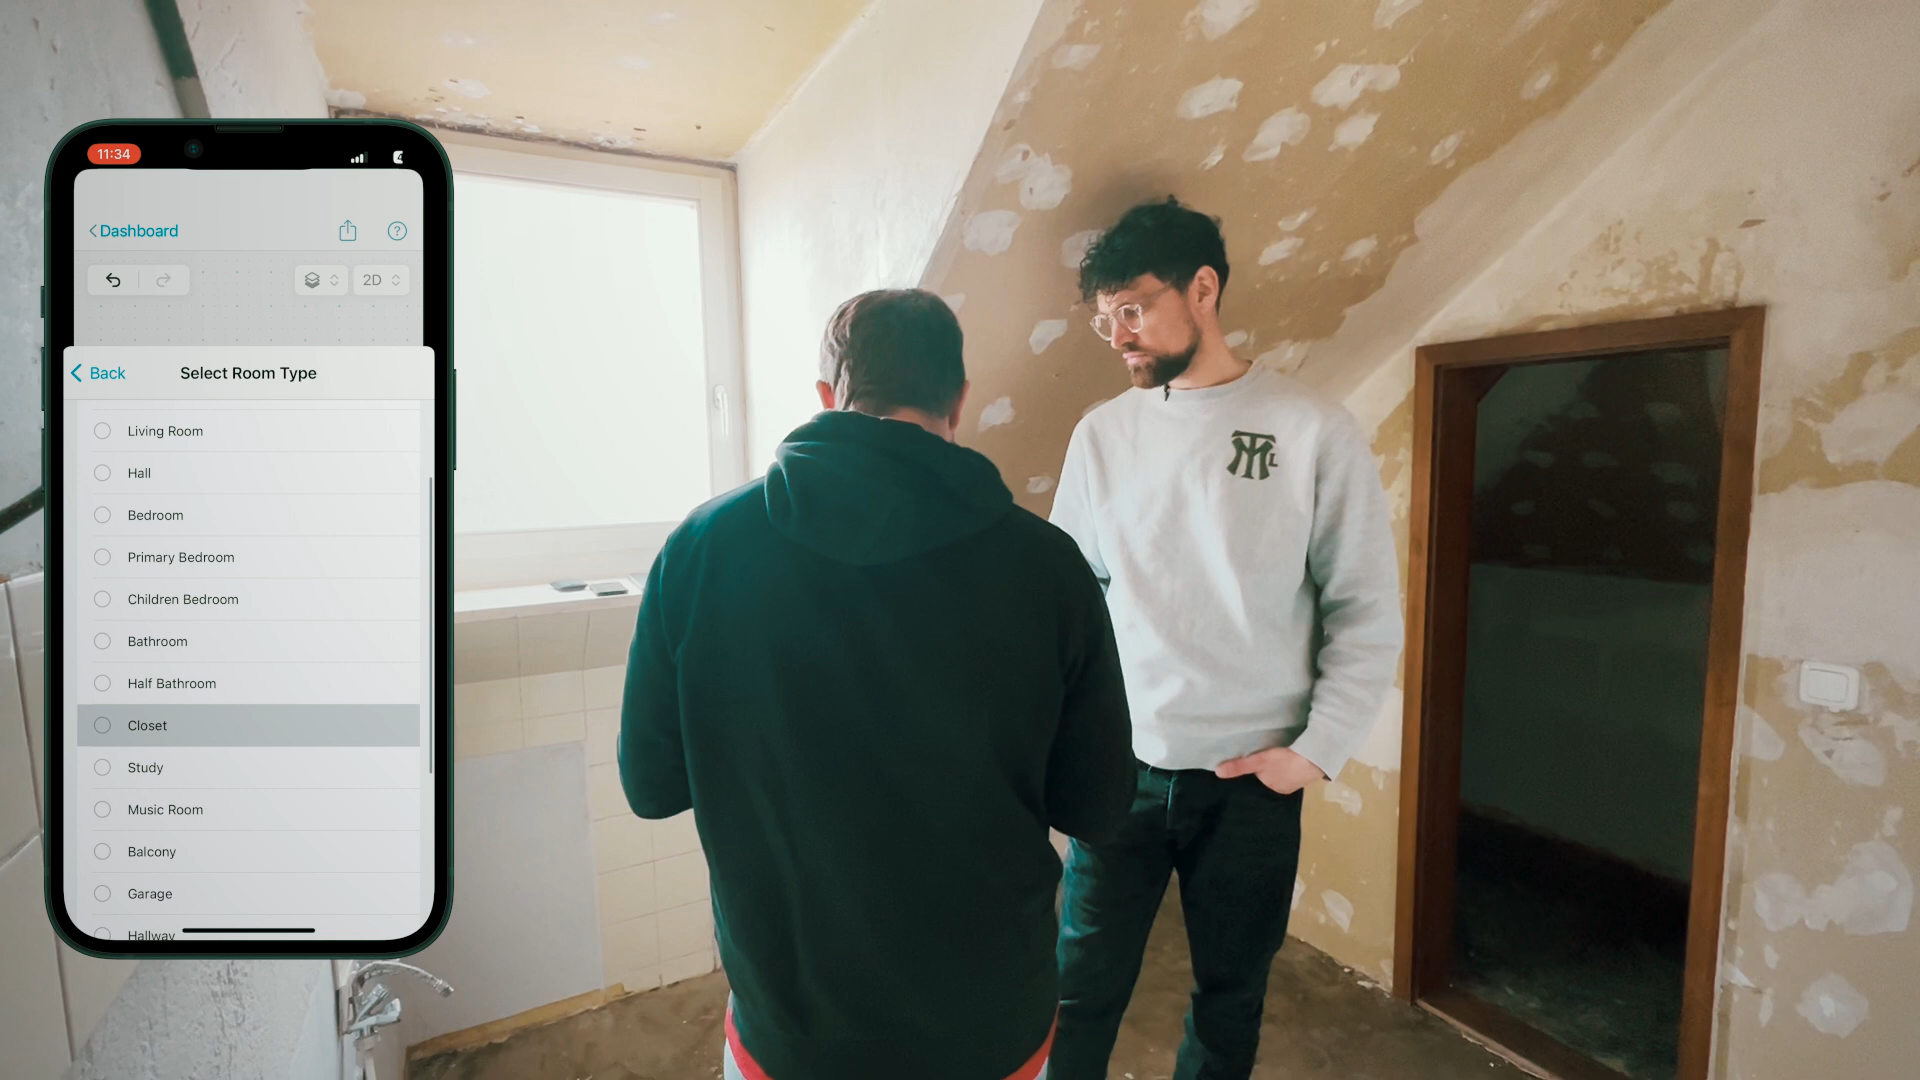 11:34
Dashboard
?
2D
Back
Select Room Type
Living Room
Hall
Bedroom
Primary Bedroom
Children Bedroom
Bathroom
Half Bathroom
Closet
Study
Music Room
Balcony
Garage
Hallway